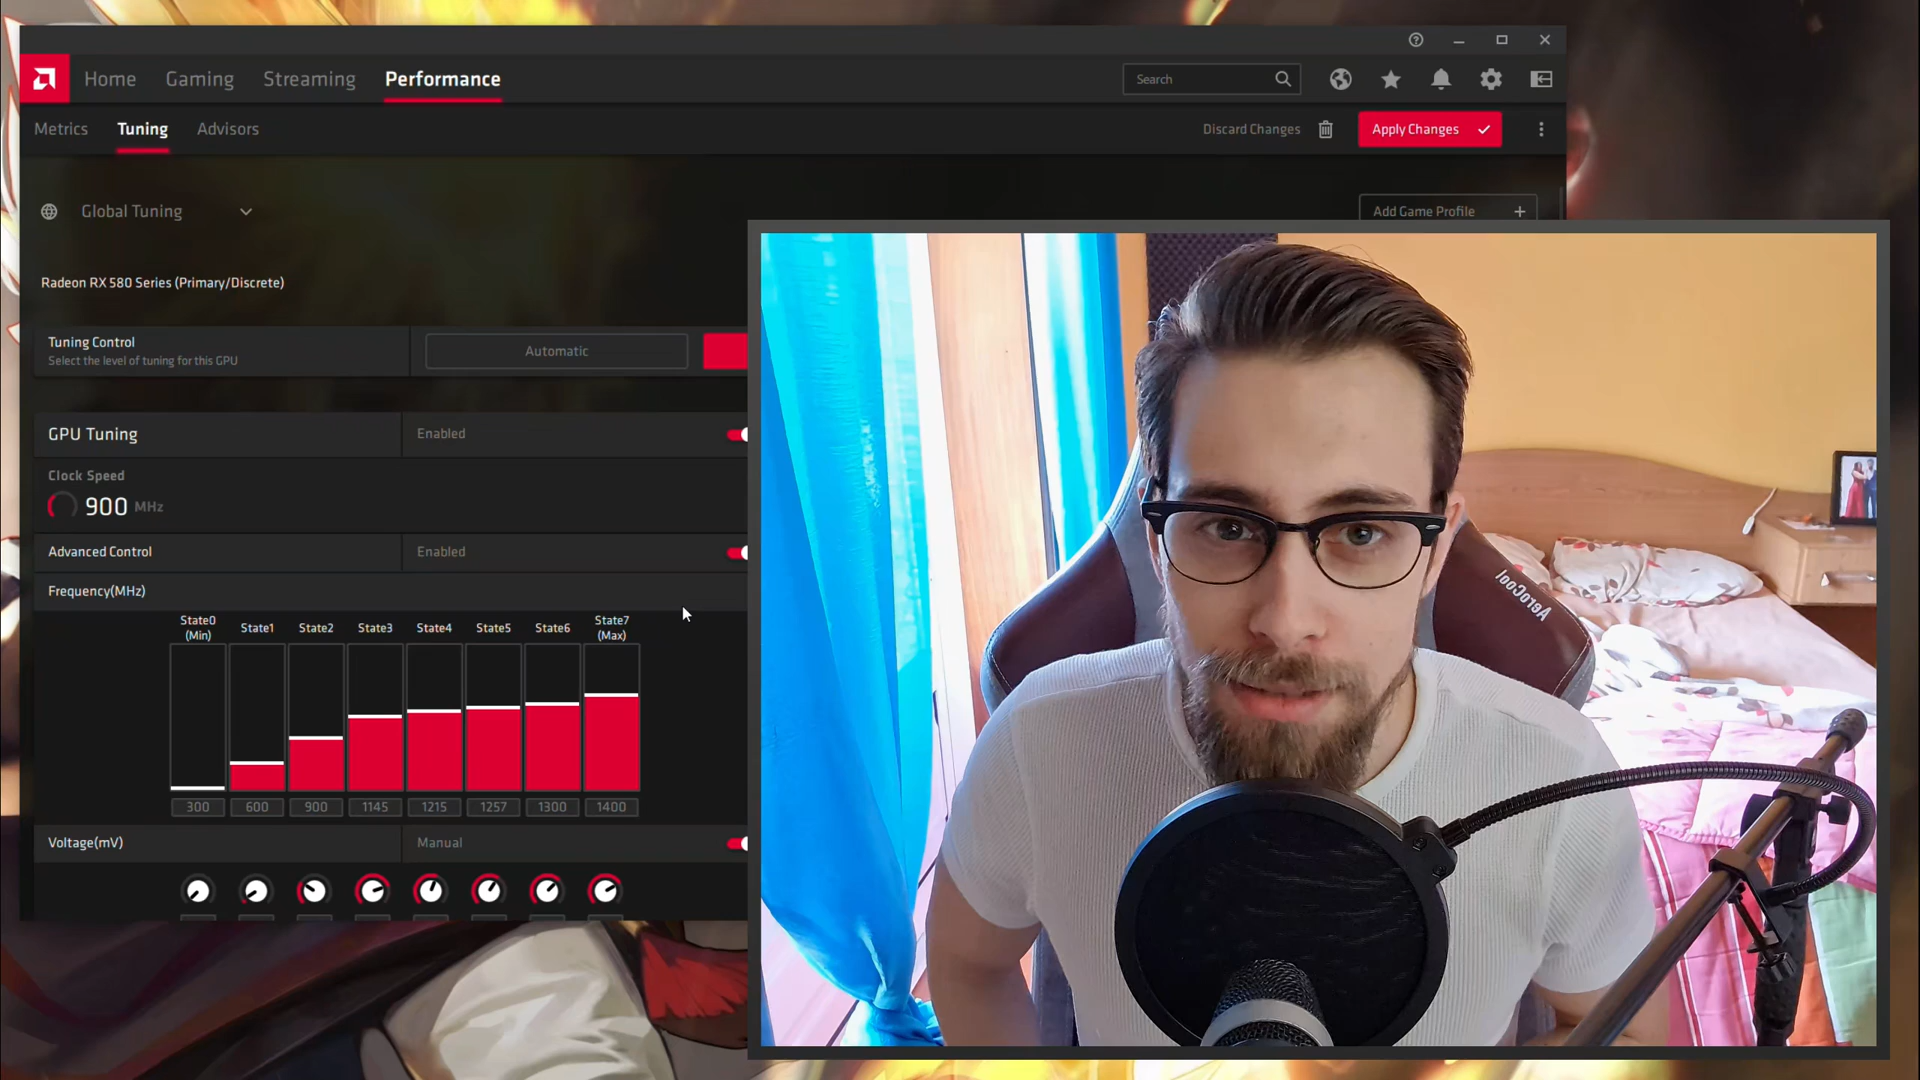 Home Gaming Streaming Performance
Search
Metrics Tuning Advisors
Discard Changes
Apply Changes
Global Tuning
Add Game Profile
Radeon RX 580 Series (Primary/Discrete)
Tuning Control
Select the level of tuning for this GPU
Automatic
GPU Tuning
Enabled
Clock Speed
900 MHz
Advanced Control
Enabled
Frequency(MHz)
State0 (Min) State1 State2 State3 State4 State5 State6 State7 (Max)
300 600 900 1145 1215 1257 1300 1400
Voltage(mV)
Manual
AeroCool